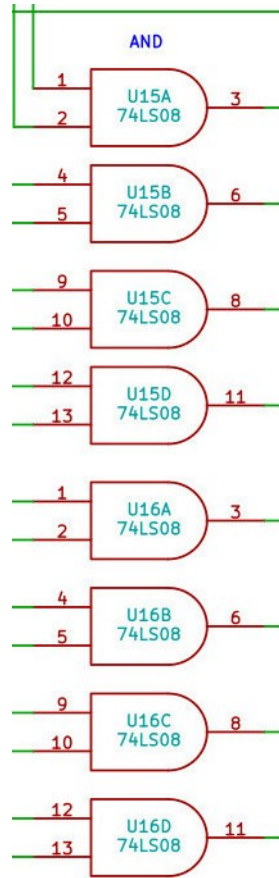 AND
1
U15A
3
2
74LS08
4
U15B
6
5
74LS08
9
U15C
8
10
74LS08
12
U15D
11
13
74LS08
1
U16A
3
2
74LS08
4
U16B
6
5
74LS08
9
U16C
8
10
74LS08
12
U16D
11
13
74LS08